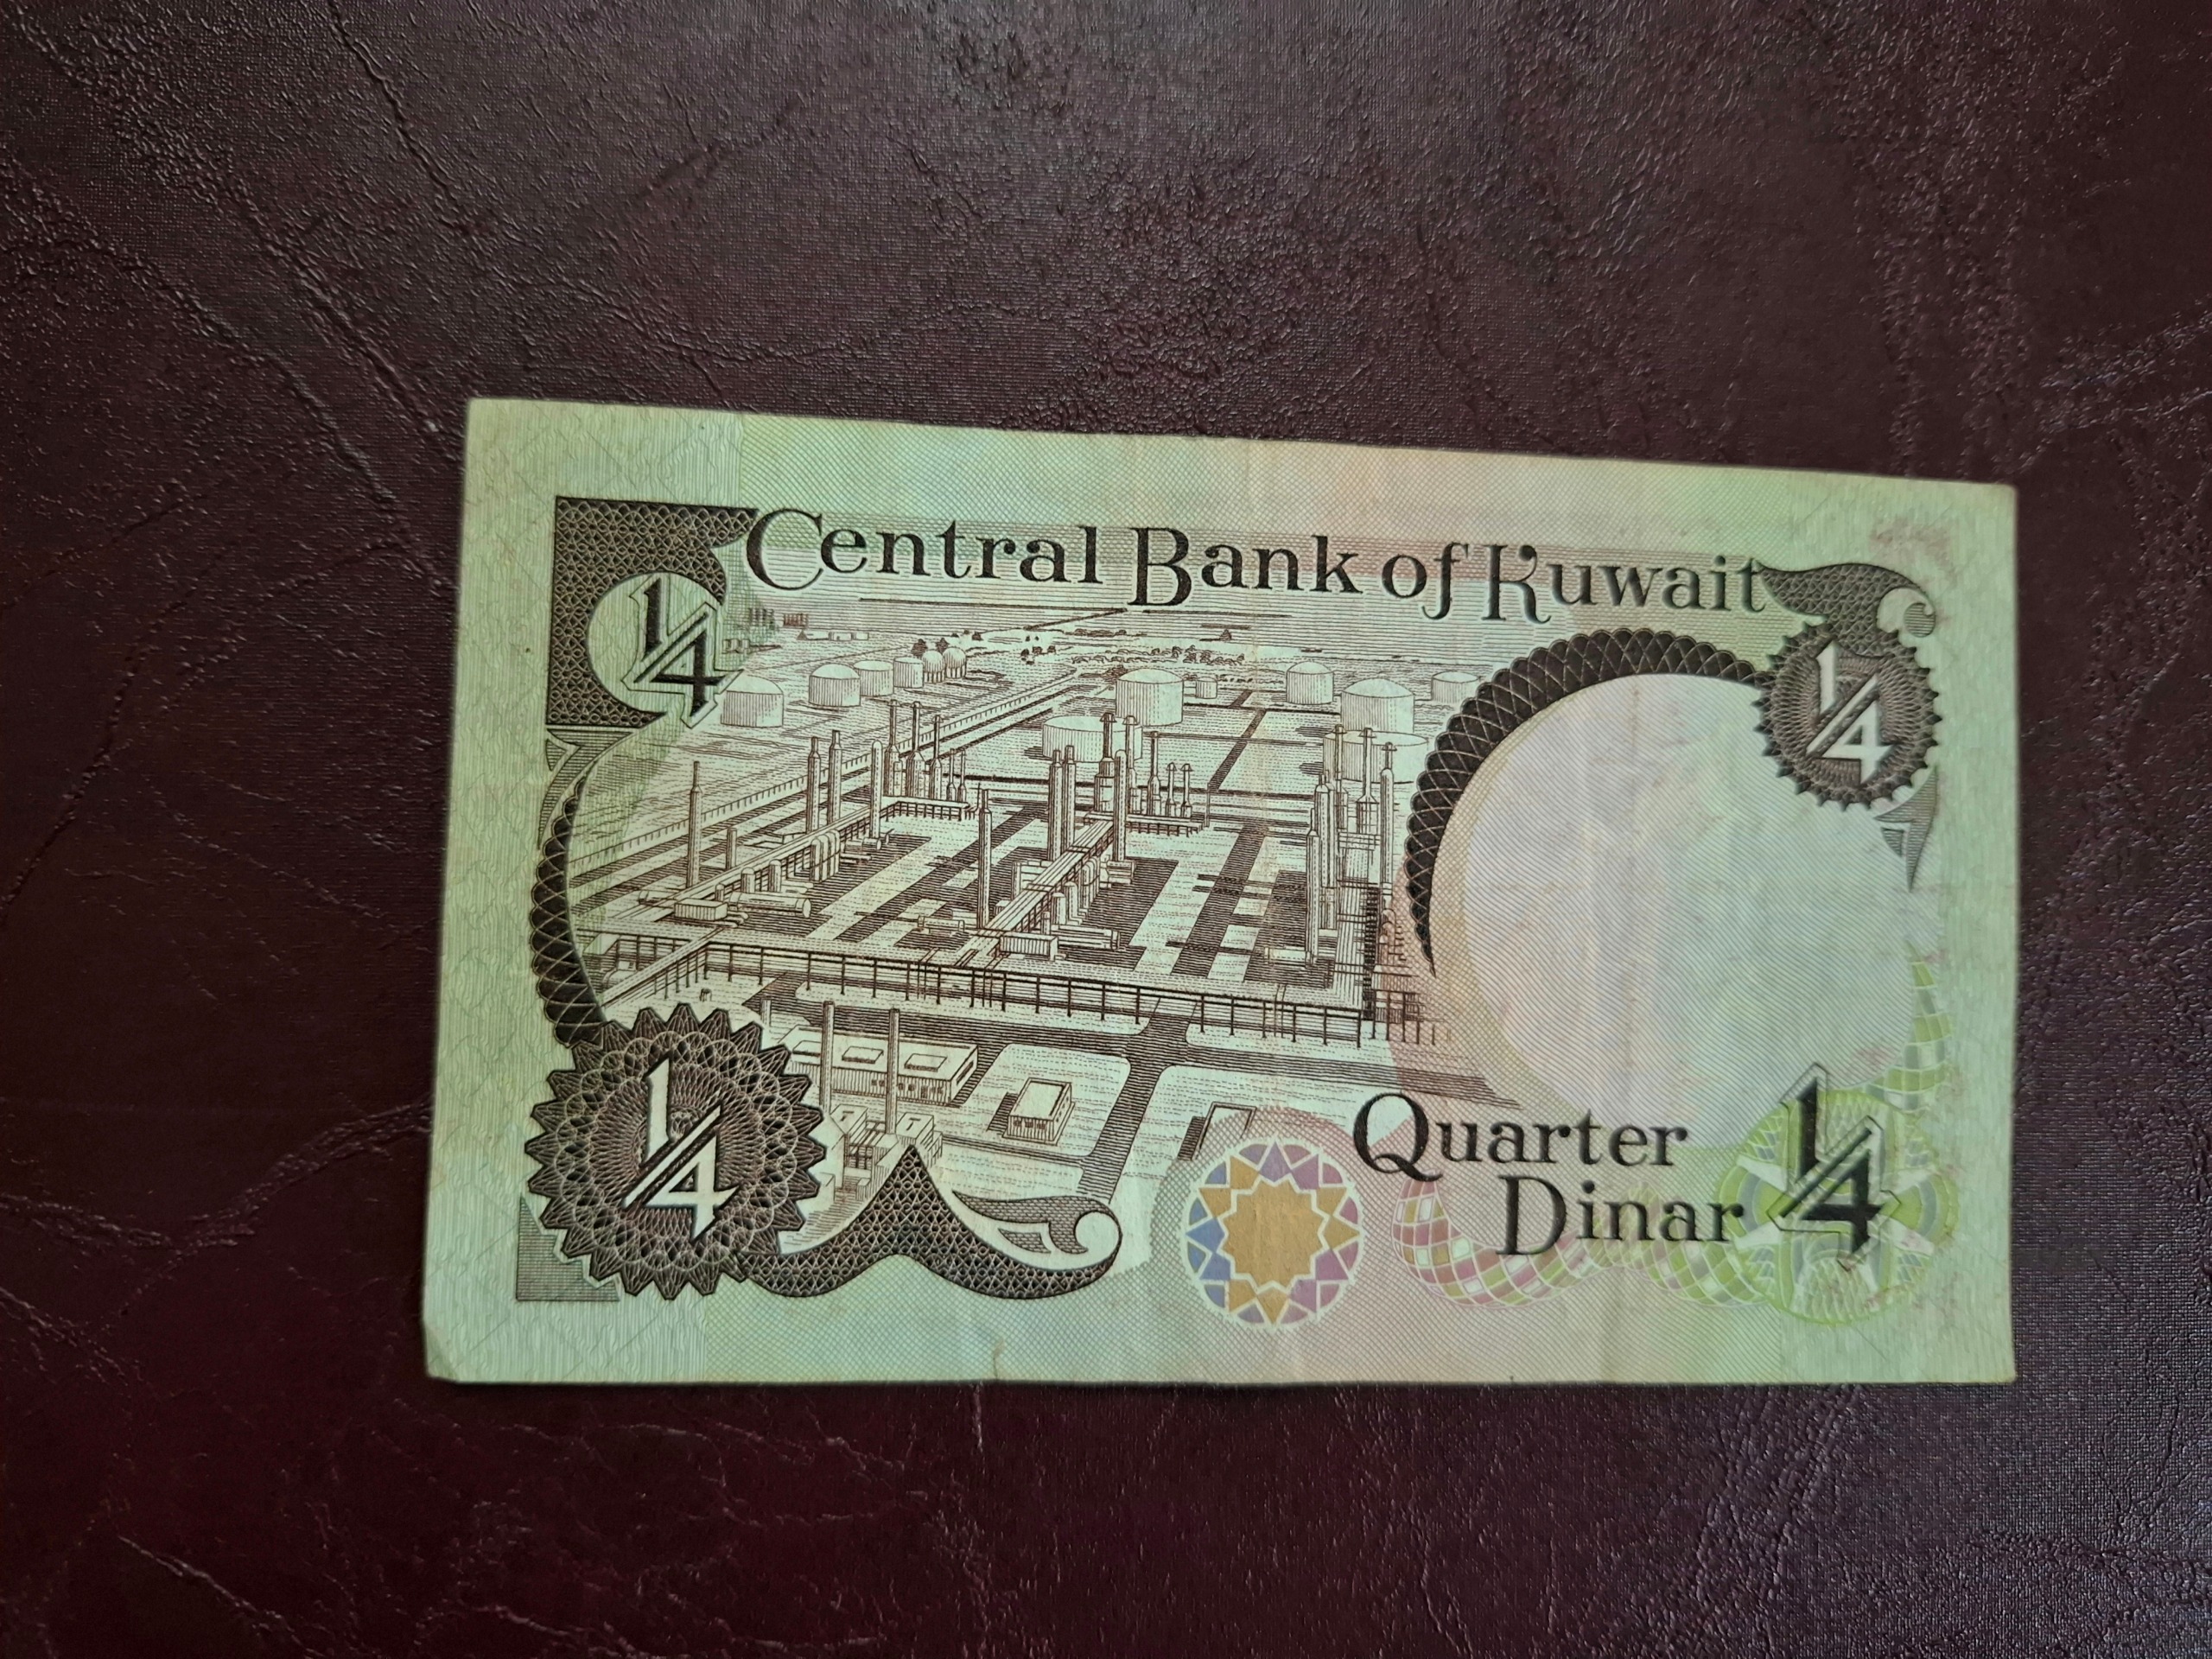 Central Bank of Kuwait
1/4
1/4
1/4
Quarter
Dinar 1/4